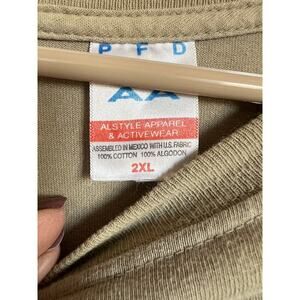 P F D
AA
ALSTYLE APPAREL
& ACTIVEWEAR
ASSEMBLED IN MEXICO WITH U.S. FABRIC
100% COTTON 100% ALGODON
2XL